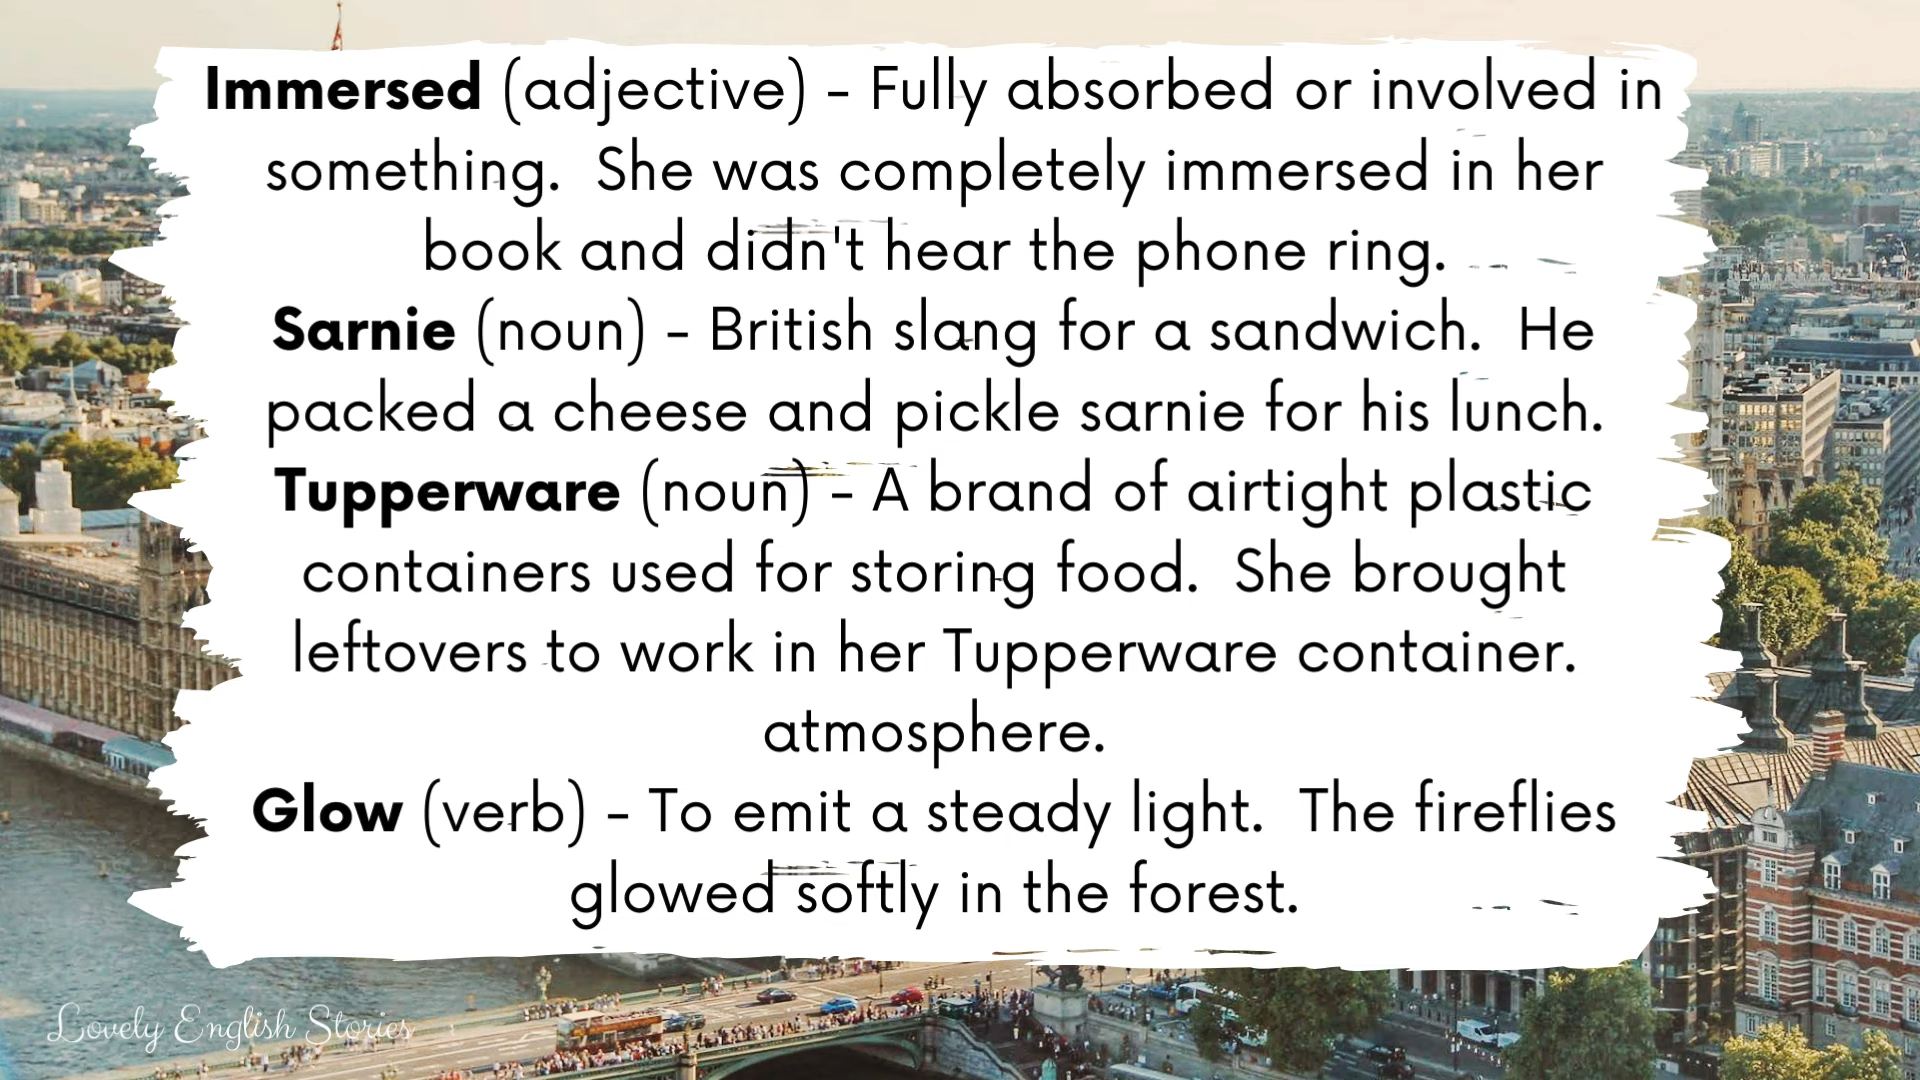 Immersed (adjective) - Fully absorbed or involved in
something. She was completely immersed in her
book and didn't hear the phone ring.
Sarnie (noun) - British slang for a sandwich. He
packed a cheese and pickle sarnie for his lunch.
Tupperware (noun) - A brand of airtight plastic
containers used for storing food. She brought
leftovers to work in her Tupperware container.
atmosphere.
Glow (verb) - To emit a steady light. The fireflies
glowed softly in the forest.
Lovely English Stories